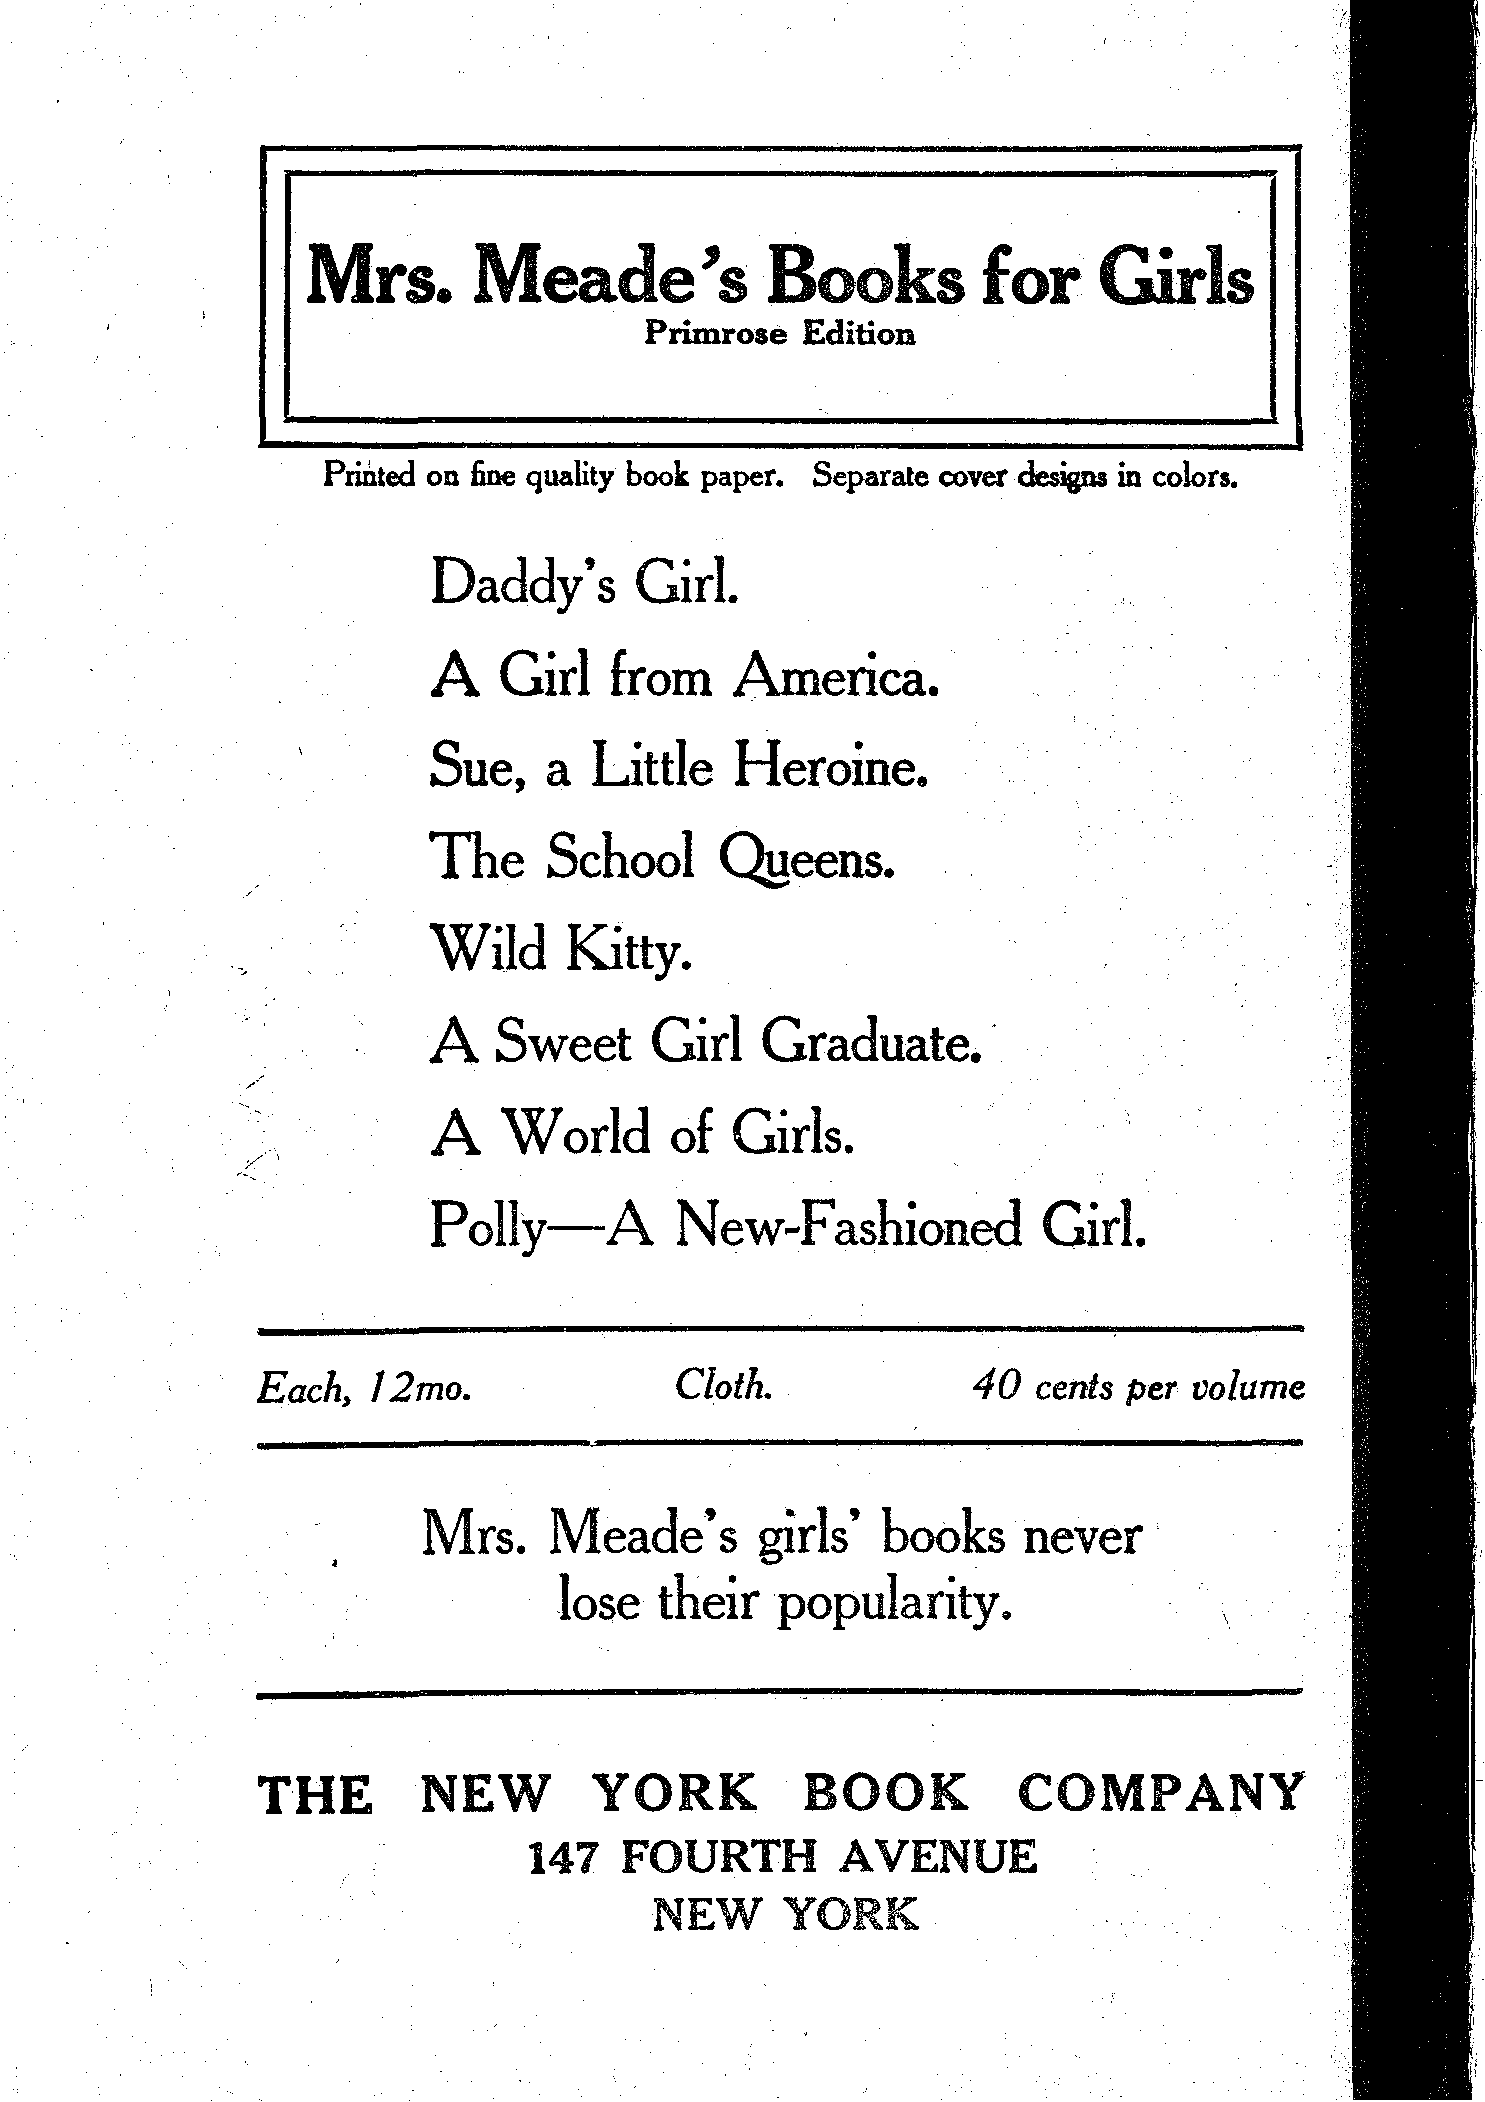 Mrs. Meade's Books for Girls
Primrose Edition
Printed on fine quality book paper. Separate cover designs in colors.
Daddy's Girl.
A Girl from America.
Sue, a Little Heroine.
The School Queens.
Wild Kitty.
A Sweet Girl Graduate.
A World of Girls.
Polly—A New-Fashioned Girl.
Each, 12mo. Cloth. 40 cents per volume
Mrs. Meade's girls' books never
lose their popularity.
THE NEW YORK BOOK COMPANY
147 FOURTH AVENUE
NEW YORK